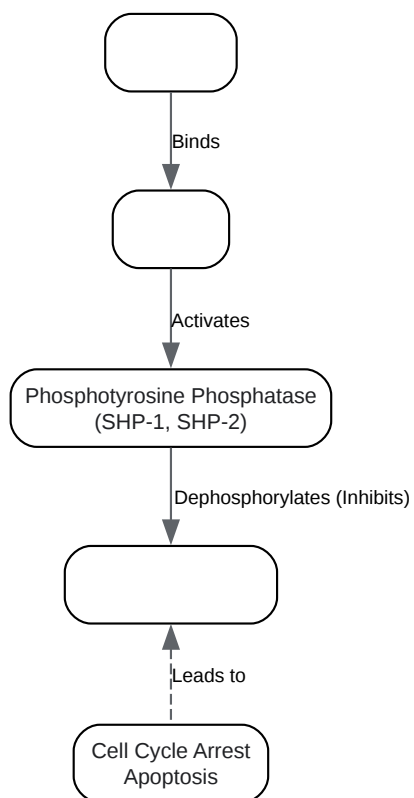 Binds
Activates
Phosphotyrosine Phosphatase
(SHP-1, SHP-2)
Dephosphorylates (Inhibits)
Leads to
Cell Cycle Arrest
Apoptosis